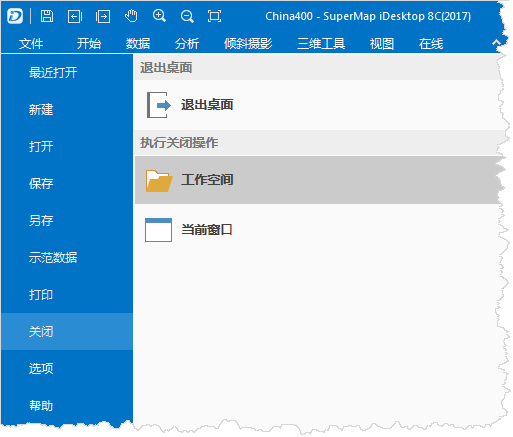 China400 - SuperMap iDesktop 8C(2017)
文件 开始 数据 分析 倾斜摄影 三维工具 视图 在线
最近打开
新建
打开
保存
另存
示范数据
打印
关闭
选项
帮助
退出桌面
退出桌面
执行关闭操作
工作空间
当前窗口